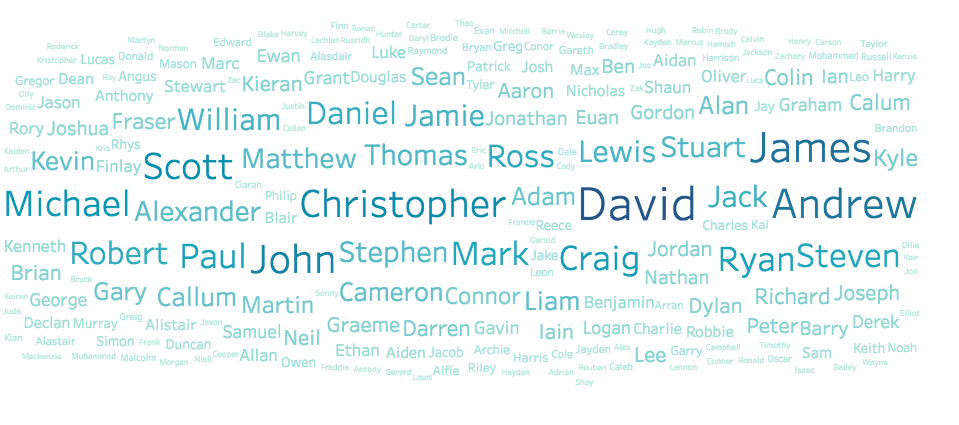 Finn Ronan Carter Theo
Blake Harvey Hunter Evan Mitchell Barrie Wesley Corey Hugh Robin Brody
Martyn Edward Lachlan Ruaridh Daryl Brodie Kayden Marcus Hamish Calvin Henry Carson Taylor
Roderick Norman Luke Raymond Bryan Greg Conor Gareth Bradley Jackson
Kristopher Lucas Donald Mason Marc Ewan Alasdair Patrick Josh Max Ben Joe Aidan Harrison Zachary Mohammed Russell Kenzie
Gregor Dean Roy Angus Stewart Zac Kieran Grant Douglas Sean Tyler Aaron Nicholas Zak Shaun Oliver Luca Colin Ian Leo Harry
Olly
Dominic Jason Anthony Justin Daniel Jamie Jonathan Euan Gordon Alan Jay Graham Calum
Rory Joshua Fraser William Callan Brandon
Kaiden Kris Rhys Matthew Thomas Eric Ross Dale Lewis Stuart James Kyle
Arthur Kevin Finlay Scott Arlo Cody
Ciaran
Michael Alexander Philip Christopher Adam David Jack Andrew
Blair Francis Reece Charles Kai
Kenneth Robert Paul John Stephen Mark Gerald Craig Jordan Ryan Steven Ollie
Jake Keir
Brian Bruce Leon Nathan Jon
Keiran George Gary Callum Martin Sonny Cameron Connor Liam Benjamin Arran Dylan Richard Joseph
Jude Elliot
Declan Murray Greig Alistair Jaxon Samuel Neil Graeme Darren Gavin Iain Logan Charlie Robbie Peter Barry Derek
Kian Alastair Simon Frank Duncan Campbell Timothy
Mackenzie Muhammad Malcolm Morgan Niall Cooper Allan Owen Ethan Aiden Jacob Archie Harris Cole Jayden Alex Lee Garry Connar Ronald Oscar Sam Keith Noah
Freddie Antony Gerard Louis Alfie Riley Hayden Adrian Reuben Caleb Lennon Isaac Bailey Wayne
Shay